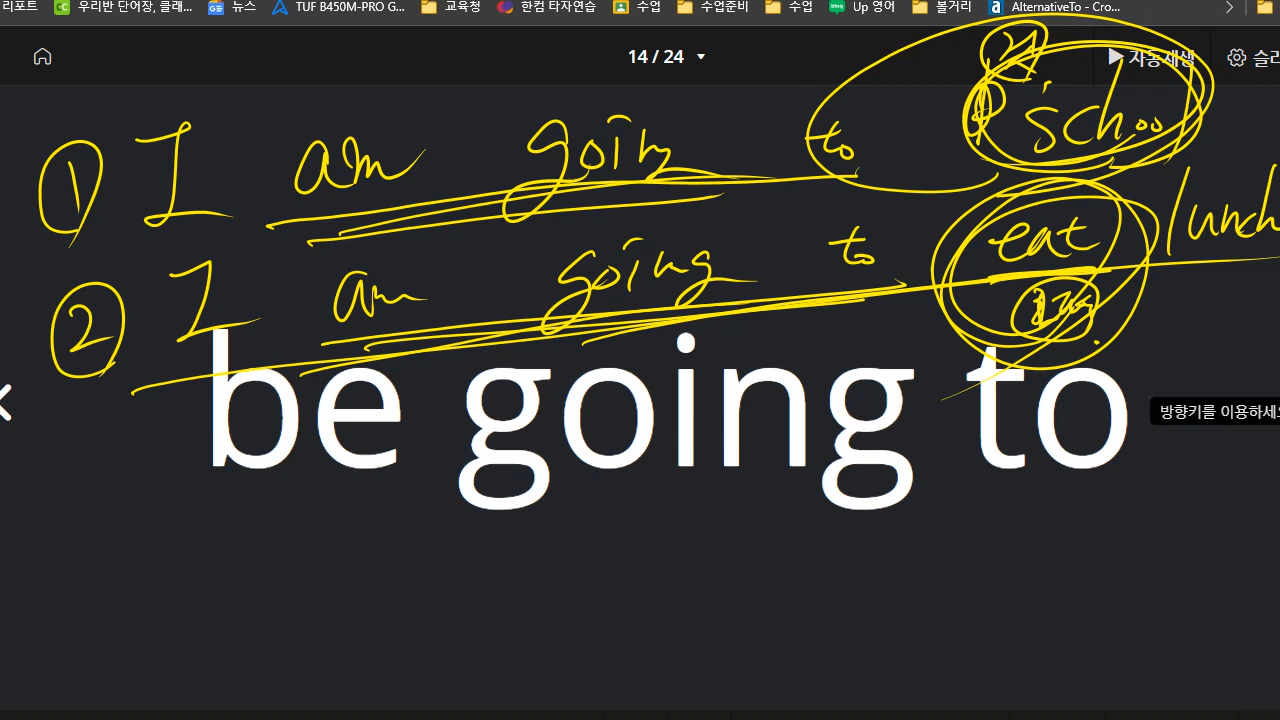 리포트 우리반 단어장, 클래... 뉴스 TUF B450M-PRO G... 교육청 한컴 타자연습 수업 수업준비 수업 Up 영어 볼거리 AlternativeTo - Cro...
14 / 24 자동재생 슬라
① I am going to school
② I am going to eat lunch
be going to
방향키를 이용하세요